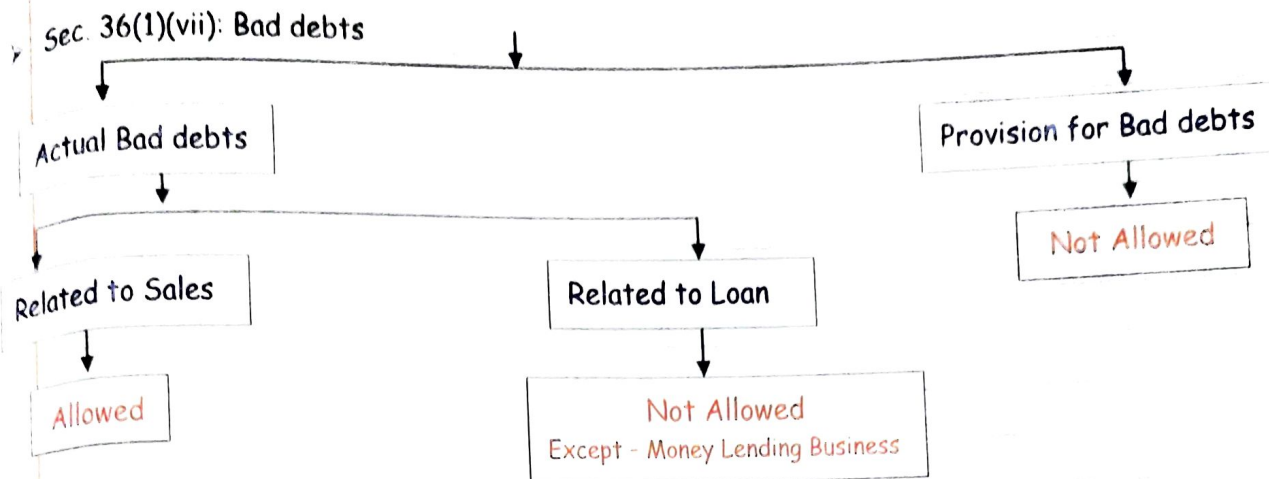 Sec. 36(1)(vii): Bad debts
Actual Bad debts
Provision for Bad debts
Not Allowed
Related to Sales
Related to Loan
Allowed
Not Allowed
Except - Money Lending Business